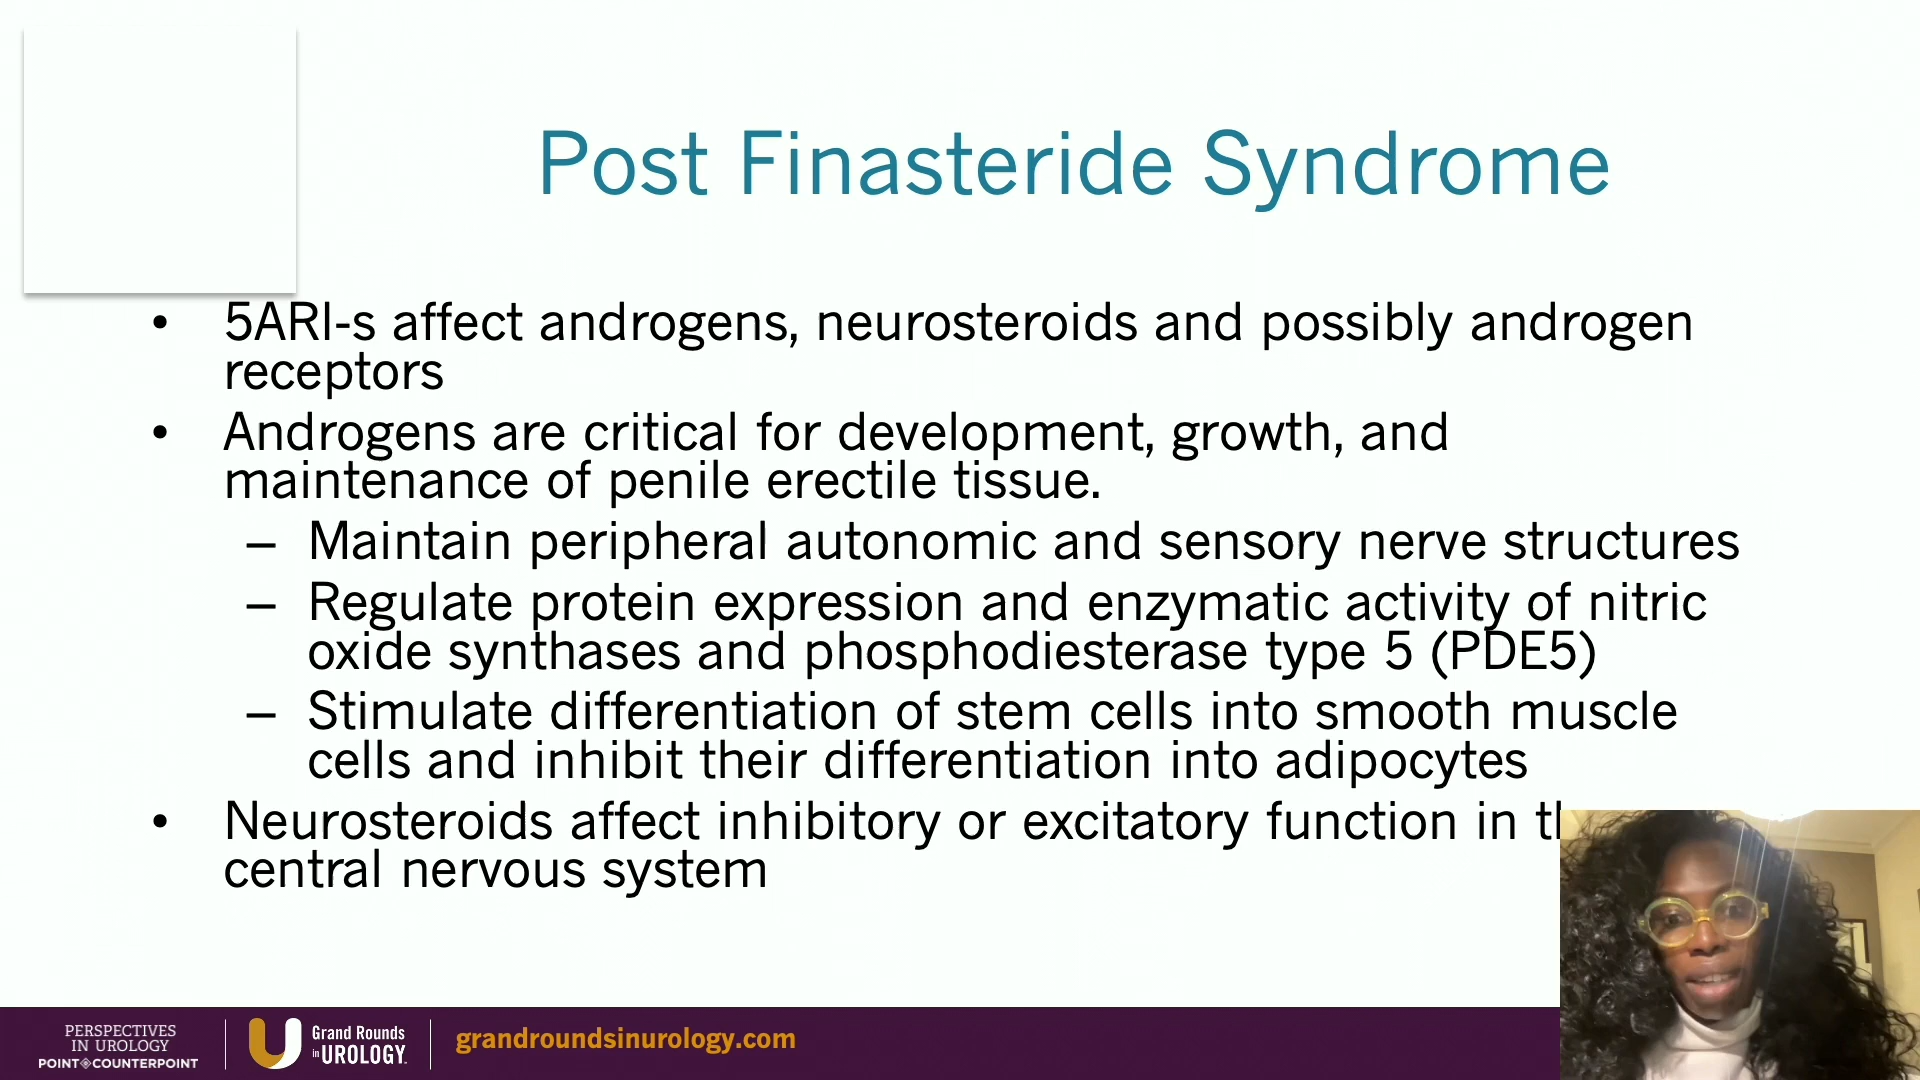 Post Finasteride Syndrome
• 5ARI-s affect androgens, neurosteroids and possibly androgen
receptors
• Androgens are critical for development, growth, and
maintenance of penile erectile tissue.
– Maintain peripheral autonomic and sensory nerve structures
– Regulate protein expression and enzymatic activity of nitric
oxide synthases and phosphodiesterase type 5 (PDE5)
– Stimulate differentiation of stem cells into smooth muscle
cells and inhibit their differentiation into adipocytes
• Neurosteroids affect inhibitory or excitatory function in
central nervous system
PERSPECTIVES
IN UROLOGY
POINT COUNTERPOINT
Grand Rounds
in UROLOGY
grandroundsinurology.com